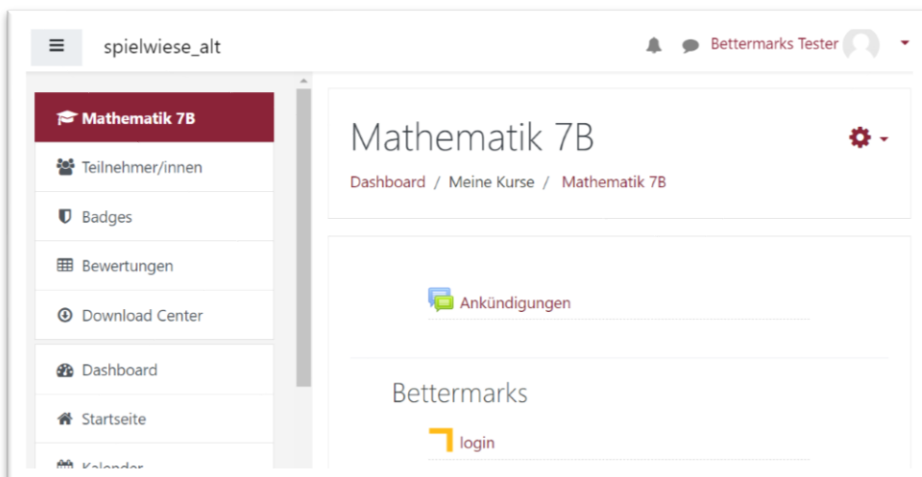 spielwiese_alt
Bettermarks Tester
Mathematik 7B
Teilnehmer/innen
Badges
Bewertungen
Download Center
Dashboard
Startseite
Kalender
Mathematik 7B
Dashboard / Meine Kurse / Mathematik 7B
Ankündigungen
Bettermarks
login